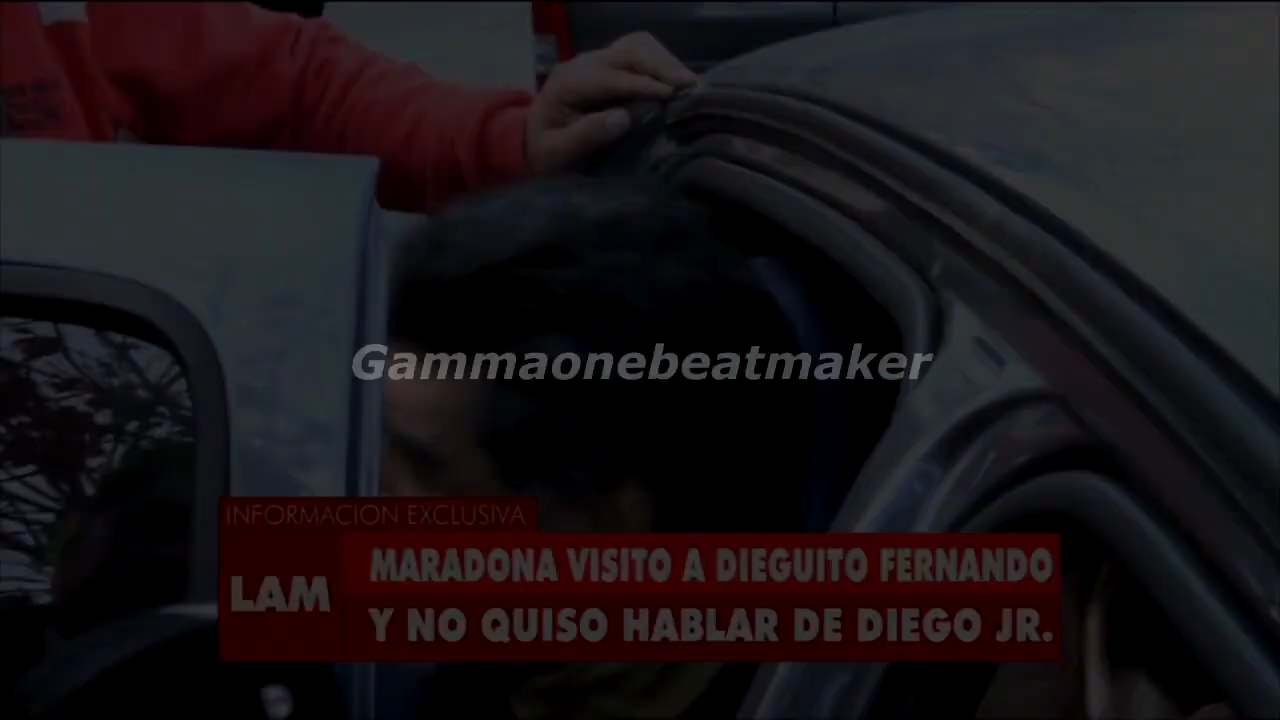 Gammaonebeatmaker
INFORMACION EXCLUSIVA
LAM
MARADONA VISITO A DIEGUITO FERNANDO
Y NO QUISO HABLAR DE DIEGO JR.